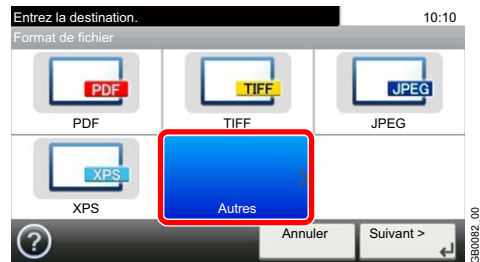 Entrez la destination.
10:10
Format de fichier
PDF
TIFF
JPEG
PDF
TIFF
JPEG
XPS
XPS
Autres
?
Annuler
Suivant >
GB0082_00